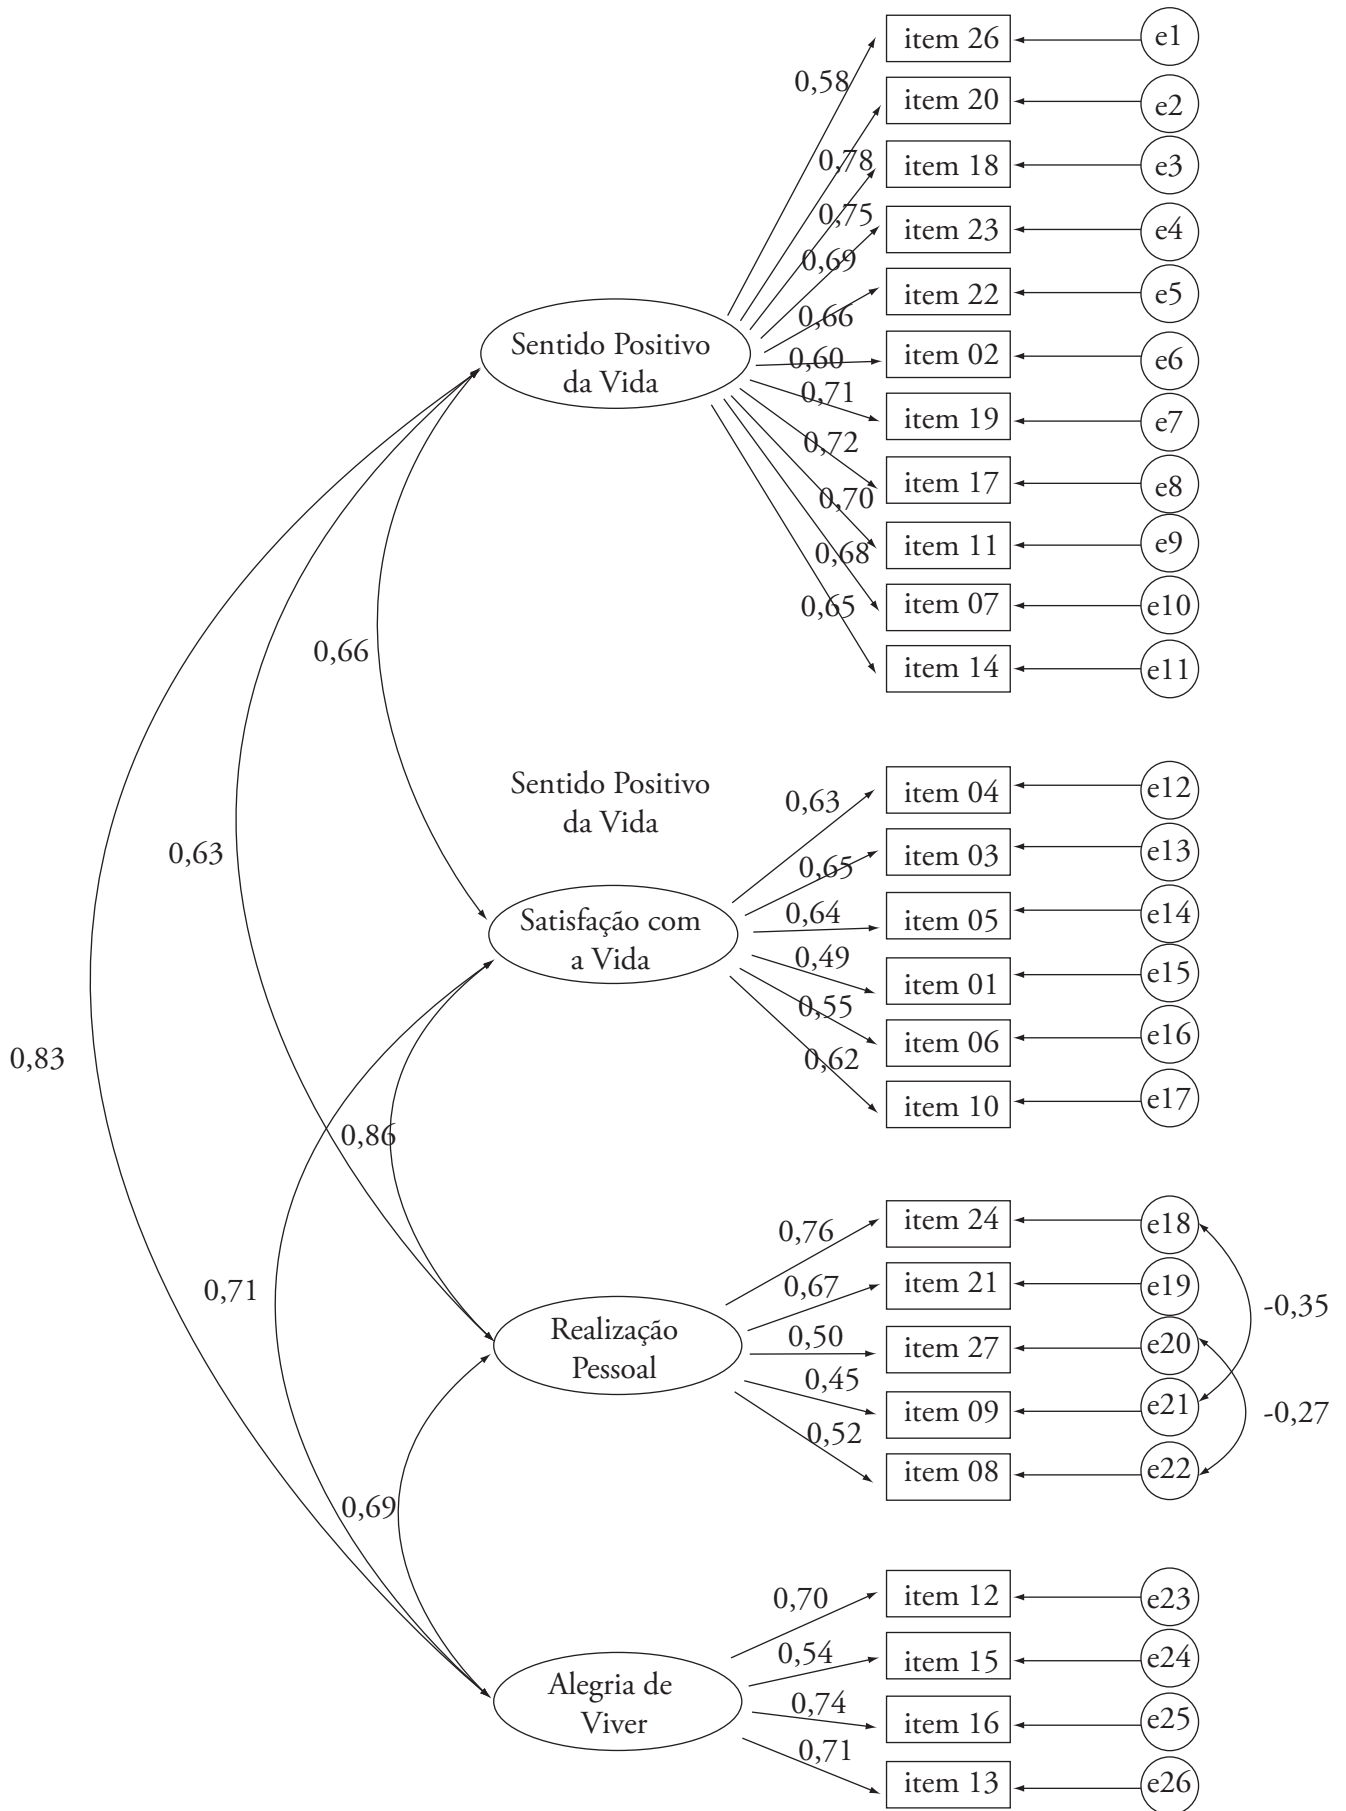 item 26
e1
0,58
item 20
e2
0,78
item 18
e3
0,75
item 23
e4
0,69
item 22
e5
0,66
Sentido Positivo
da Vida
0,60
item 02
e6
0,71
item 19
e7
0,72
item 17
e8
0,70
item 11
e9
0,68
item 07
e10
0,65
item 14
e11
0,66
Sentido Positivo
da Vida
0,63
item 04
e12
0,63
0,65
item 03
e13
Satisfação com
a Vida
0,64
item 05
e14
0,49
item 01
e15
0,55
item 06
e16
0,83
0,62
item 10
e17
0,86
0,76
item 24
e18
0,71
0,67
item 21
e19
-0,35
Realização
Pessoal
0,50
item 27
e20
0,45
item 09
e21
-0,27
0,52
item 08
e22
0,69
0,70
item 12
e23
0,54
item 15
e24
Alegria de
Viver
0,74
item 16
e25
0,71
item 13
e26